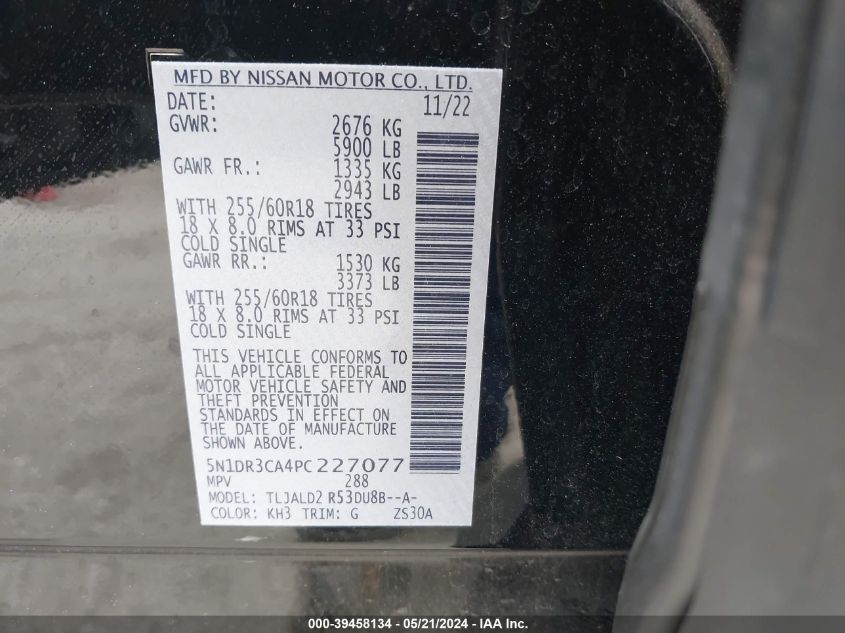 MFD BY NISSAN MOTOR CO., LTD.
DATE: 11/22
GVWR: 2676 KG
5900 LB
GAWR FR.: 1335 KG
2943 LB
WITH 255/60R18 TIRES
18 X 8.0 RIMS AT 33 PSI
COLD SINGLE
GAWR RR.: 1530 KG
3373 LB
WITH 255/60R18 TIRES
18 X 8.0 RIMS AT 33 PSI
COLD SINGLE
THIS VEHICLE CONFORMS TO
ALL APPLICABLE FEDERAL
MOTOR VEHICLE SAFETY AND
THEFT PREVENTION
STANDARDS IN EFFECT ON
THE DATE OF MANUFACTURE
SHOWN ABOVE.
5N1DR3CA4PC227077
MPV 288
MODEL: TLJALD2 R53DU8B--A-
COLOR: KH3 TRIM: G ZS30A
000-39458134 - 05/21/2024 - IAA Inc.